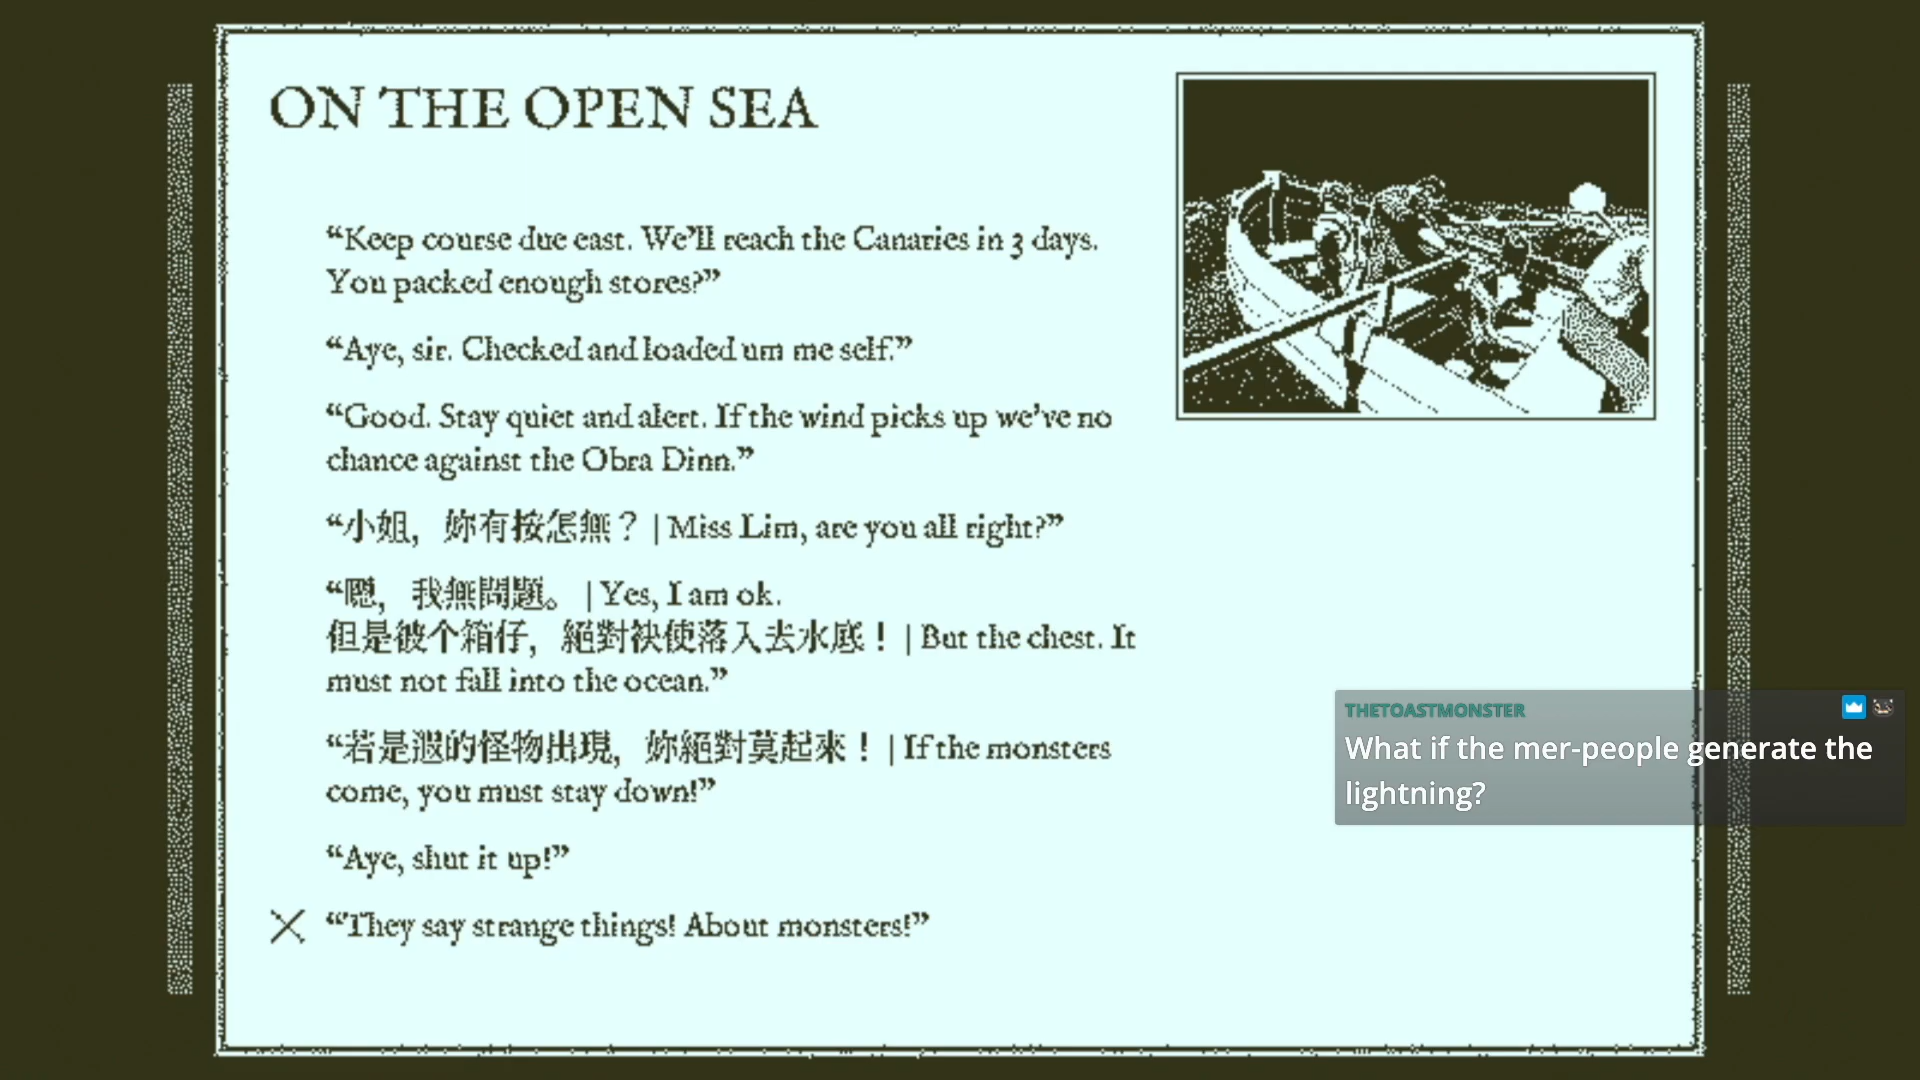 ON THE OPEN SEA
“Keep course due east. We’ll reach the Canaries in 3 days.
You packed enough stores?”
“Aye, sir. Checked and loaded um me self.”
“Good. Stay quiet and alert. If the wind picks up we’ve no
chance against the Obra Dinn.”
“小姐，妳有按怎無？ | Miss Lim, are you all right?”
“嗯，我無問題。 | Yes, I am ok.
但是彼个箱仔，絕對袂使落入去水底！ | But the chest. It
must not fall into the ocean.”
“若是遐的怪物出現，妳絕對莫起來！ | If the monsters
come, you must stay down!”
“Aye, shut it up!”
“They say strange things! About monsters!”
THETOASTMONSTER
What if the mer-people generate the
lightning?